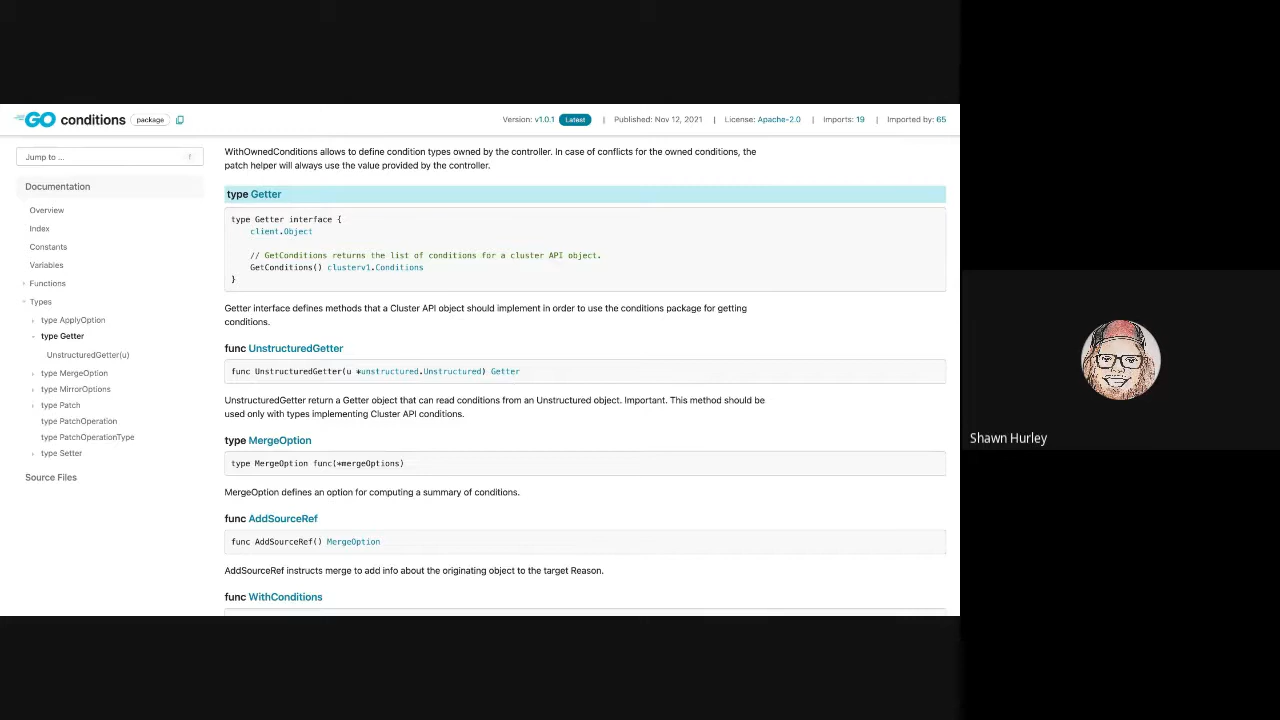 GO conditions package
Version: v1.0.1 Latest | Published: Nov 12, 2021 | License: Apache-2.0 | Imports: 19 | Imported by: 65
Jump to ... f
Documentation
Overview
Index
Constants
Variables
Functions
Types
type ApplyOption
type Getter
UnstructuredGetter(u)
type MergeOption
type MirrorOptions
type Patch
type PatchOperation
type PatchOperationType
type Setter
Source Files
WithOwnedConditions allows to define condition types owned by the controller. In case of conflicts for the owned conditions, the
patch helper will always use the value provided by the controller.
type Getter
type Getter interface {
client.Object
// GetConditions returns the list of conditions for a cluster API object.
GetConditions() clusterv1.Conditions
}
Getter interface defines methods that a Cluster API object should implement in order to use the conditions package for getting
conditions.
func UnstructuredGetter
func UnstructuredGetter(u *unstructured.Unstructured) Getter
UnstructuredGetter return a Getter object that can read conditions from an Unstructured object. Important. This method should be
used only with types implementing Cluster API conditions.
type MergeOption
type MergeOption func(*mergeOptions)
MergeOption defines an option for computing a summary of conditions.
func AddSourceRef
func AddSourceRef() MergeOption
AddSourceRef instructs merge to add info about the originating object to the target Reason.
func WithConditions
Shawn Hurley